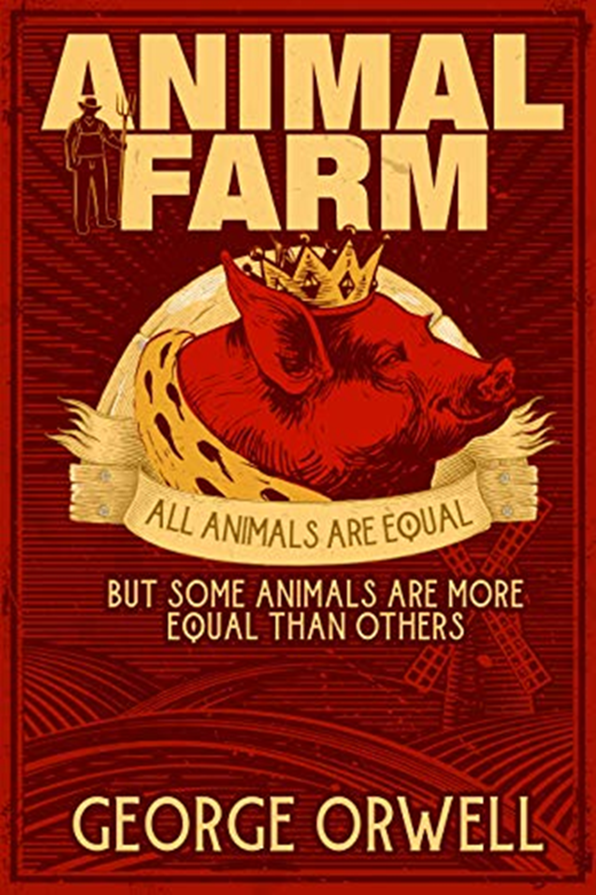 ANIMAL
FARM
ALL ANIMALS ARE EQUAL
BUT SOME ANIMALS ARE MORE
EQUAL THAN OTHERS
GEORGE ORWELL